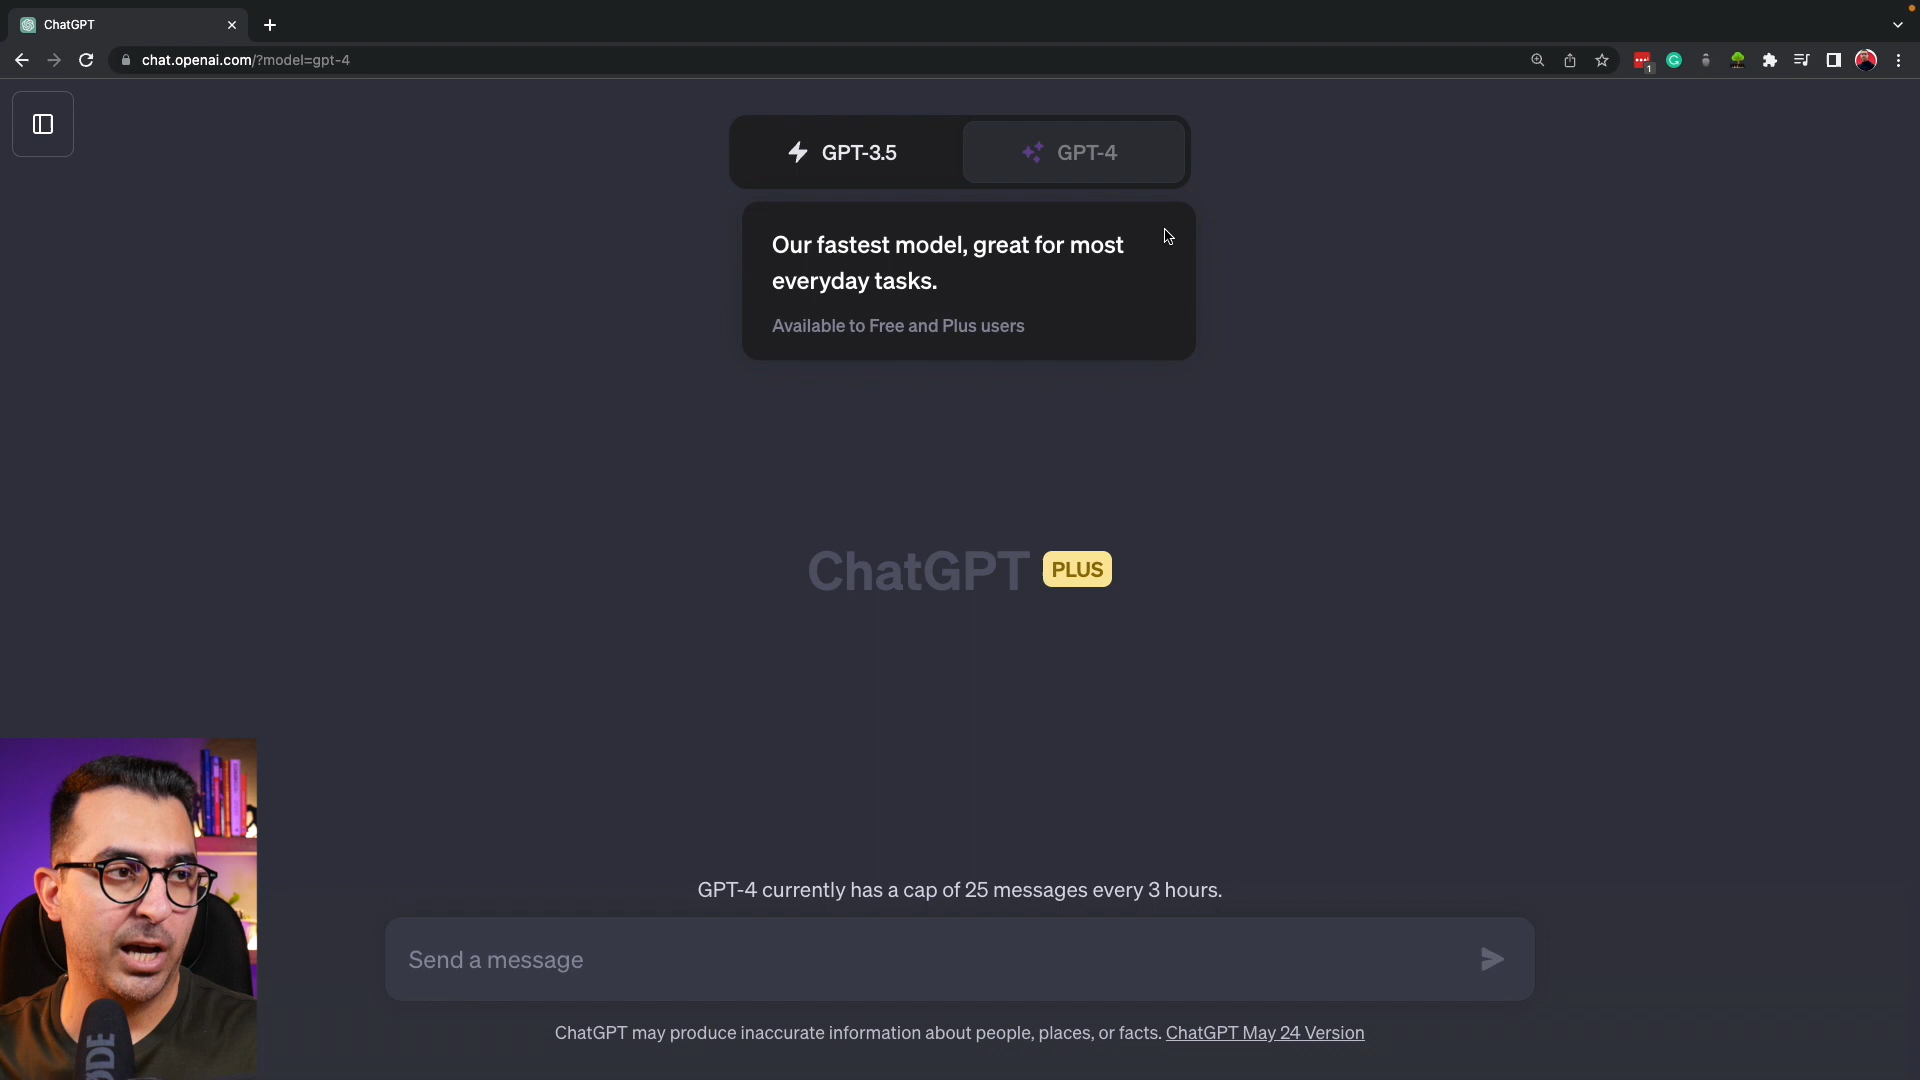 ChatGPT
chat.openai.com/?model=gpt-4
1
GPT-3.5
GPT-4
Our fastest model, great for most
everyday tasks.
Available to Free and Plus users
ChatGPT PLUS
GPT-4 currently has a cap of 25 messages every 3 hours.
Send a message
ChatGPT may produce inaccurate information about people, places, or facts. ChatGPT May 24 Version